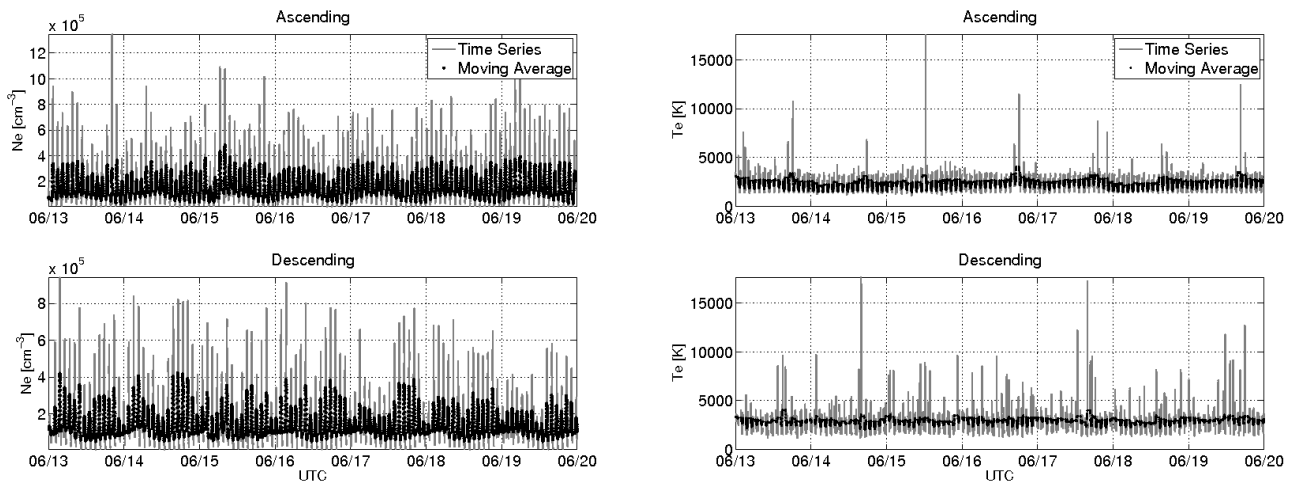 Ascending
x 10^5
Time Series
Moving Average
12
10
8
6
4
2
Ne [cm^-3]
06/13 06/14 06/15 06/16 06/17 06/18 06/19 06/20
Ascending
Time Series
Moving Average
15000
10000
5000
0
Te [K]
06/13 06/14 06/15 06/16 06/17 06/18 06/19 06/20
Descending
x 10^5
8
6
4
2
Ne [cm^-3]
06/13 06/14 06/15 06/16 06/17 06/18 06/19 06/20
UTC
Descending
15000
10000
5000
0
Te [K]
06/13 06/14 06/15 06/16 06/17 06/18 06/19 06/20
UTC